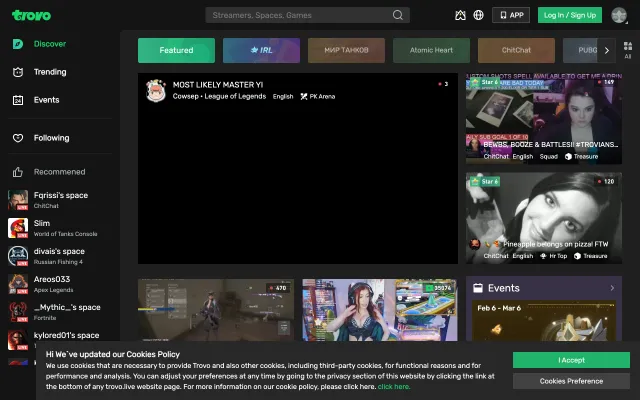 trovo
Streamers, Spaces, Games
APP
Log In / Sign Up
Discover
Trending
Events
Following
Recommened
Fqrissi's space
ChitChat
LIVE
Slim
World of Tanks Console
LIVE
divais's space
Russian Fishing 4
LIVE
Areos033
Apex Legends
LIVE
_Mythic_'s space
Fortnite
LIVE
kylored01's space
Featured
IRL
МИР ТАНКОВ
Atomic Heart
ChitChat
PUBG
All
MOST LIKELY MASTER YI
Cowsep • League of Legends
English
PK Arena
3
Star 6
149
BEWBS, BOOZE & BATTLES!! #TROVIANS...
ChitChat English Squad Treasure
Star 6
120
Pineapple belongs on pizza! FTW
ChitChat English Hr Top Treasure
470
35074
Events
Feb 6 - Mar 6
Hi We`ve updated our Cookies Policy
We use cookies that are necessary to provide Trovo and also other cookies, including third-party cookies, for functional reasons and for
performance and analysis. You can adjust your preferences at any time by going to the privacy section of this website by clicking the link at
the bottom of any trovo.live website page. For more information on our cookie policy, please click here. click here.
I Accept
Cookies Preference